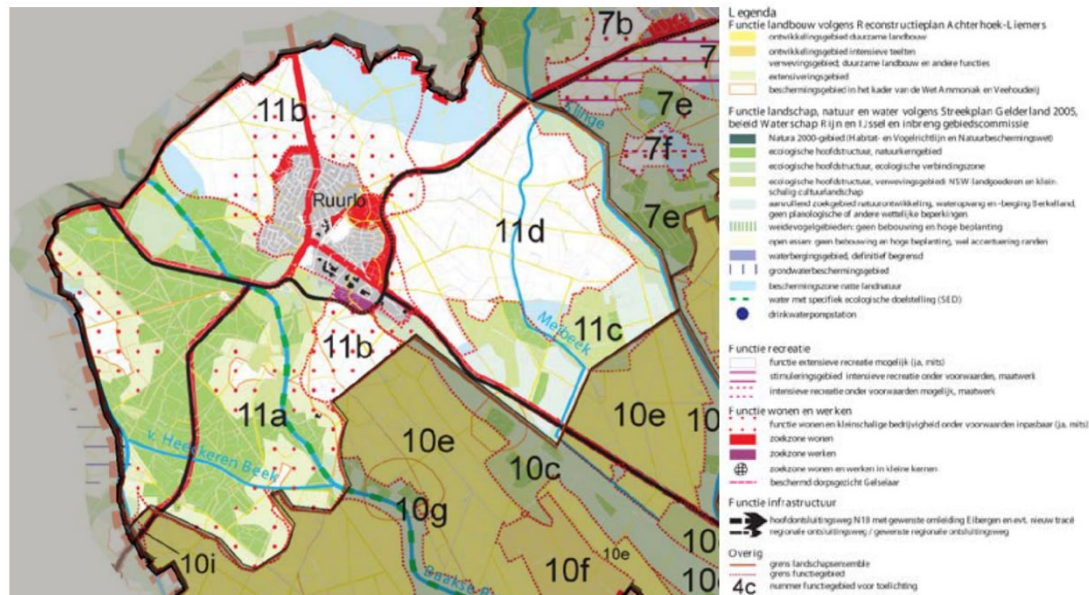 7b
7
11b
Slinge
7e
7f
Ruurlo
11d
7e
Meibeek
11c
11b
11a
10e
10e
10
v. Heeckeren Beek
10c
10g
10
10e
10f
10i
Baakse B
10
Legenda
Functie landbouw volgens Reconstructieplan Achterhoek-Liemers
ontwikkelingsgebied duurzame landbouw
ontwikkelingsgebied intensieve teelten
verwevingsgebied; duurzame landbouw en andere functies
extensiveringsgebied
beschermingsgebied in het kader van de Wet Ammoniak en Veehouderij
Functie landschap, natuur en water volgens Streekplan Gelderland 2005,
beleid Waterschap Rijn en IJssel en inbreng gebiedscommissie
Natura 2000-gebied (Habitat- en Vogelrichtlijn en Natuurbeschermingswet)
ecologische hoofdstructuur, natuurkerngebied
ecologische hoofdstructuur, ecologische verbindingszone
ecologische hoofdstructuur, verwevingsgebied: NSW-landgoederen en klein-
schalig cultuurlandschap
aanvullend zoekgebied natuurontwikkeling, wateropvang en -berging Berkelland,
geen planologische of andere wettelijke beperkingen
weidevogelgebieden: geen bebouwing en hoge beplanting
open essen: geen bebouwing en hoge beplanting, wel accentuering randen
waterbergingsgebied, definitief begrensd
grondwaterbeschermingsgebied
beschermingszone natte landnatuur
water met specifiek ecologische doelstelling (SED)
drinkwaterpompstation
Functie recreatie
functie extensieve recreatie mogelijk (ja, mits)
stimuleringsgebied intensieve recreatie onder voorwaarden, maatwerk
intensieve recreatie onder voorwaarden mogelijk, maatwerk
Functie wonen en werken
functie wonen en kleinschalige bedrijvigheid onder voorwaarden inpasbaar (ja, mits)
zoekzone wonen
zoekzone werken
zoekzone wonen en werken in kleine kernen
beschermd dorpsgezicht Gelselaar
Functie infrastructuur
hoofdontsluitingsweg N18 met gewenste omleiding Eibergen en evt. nieuw tracé
regionale ontsluitingsweg / gewenste regionale ontsluitingsweg
Overig
grens landschapsensemble
grens functiegebied
4c nummer functiegebied voor toelichting